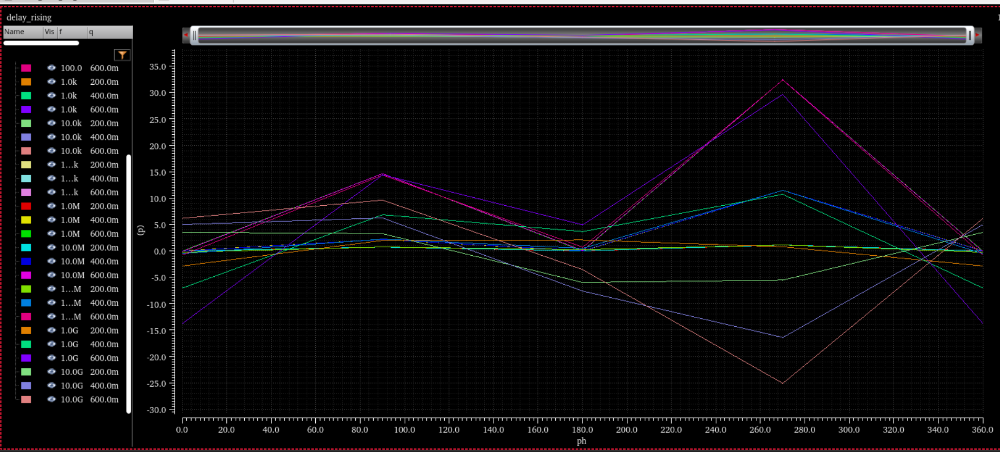 delay_rising
Name Vis f q
100.0 600.0m
1.0k 200.0m
1.0k 400.0m
1.0k 600.0m
10.0k 200.0m
10.0k 400.0m
10.0k 600.0m
1...k 200.0m
1...k 400.0m
1...k 600.0m
1.0M 200.0m
1.0M 400.0m
1.0M 600.0m
10.0M 200.0m
10.0M 400.0m
10.0M 600.0m
1...M 200.0m
1...M 400.0m
1...M 600.0m
1.0G 200.0m
1.0G 400.0m
1.0G 600.0m
10.0G 200.0m
10.0G 400.0m
10.0G 600.0m
(p)
35.0
30.0
25.0
20.0
15.0
10.0
5.0
0.0
-5.0
-10.0
-15.0
-20.0
-25.0
-30.0
0.0 20.0 40.0 60.0 80.0 100.0 120.0 140.0 160.0 180.0 200.0 220.0 240.0 260.0 280.0 300.0 320.0 340.0 360.0
ph